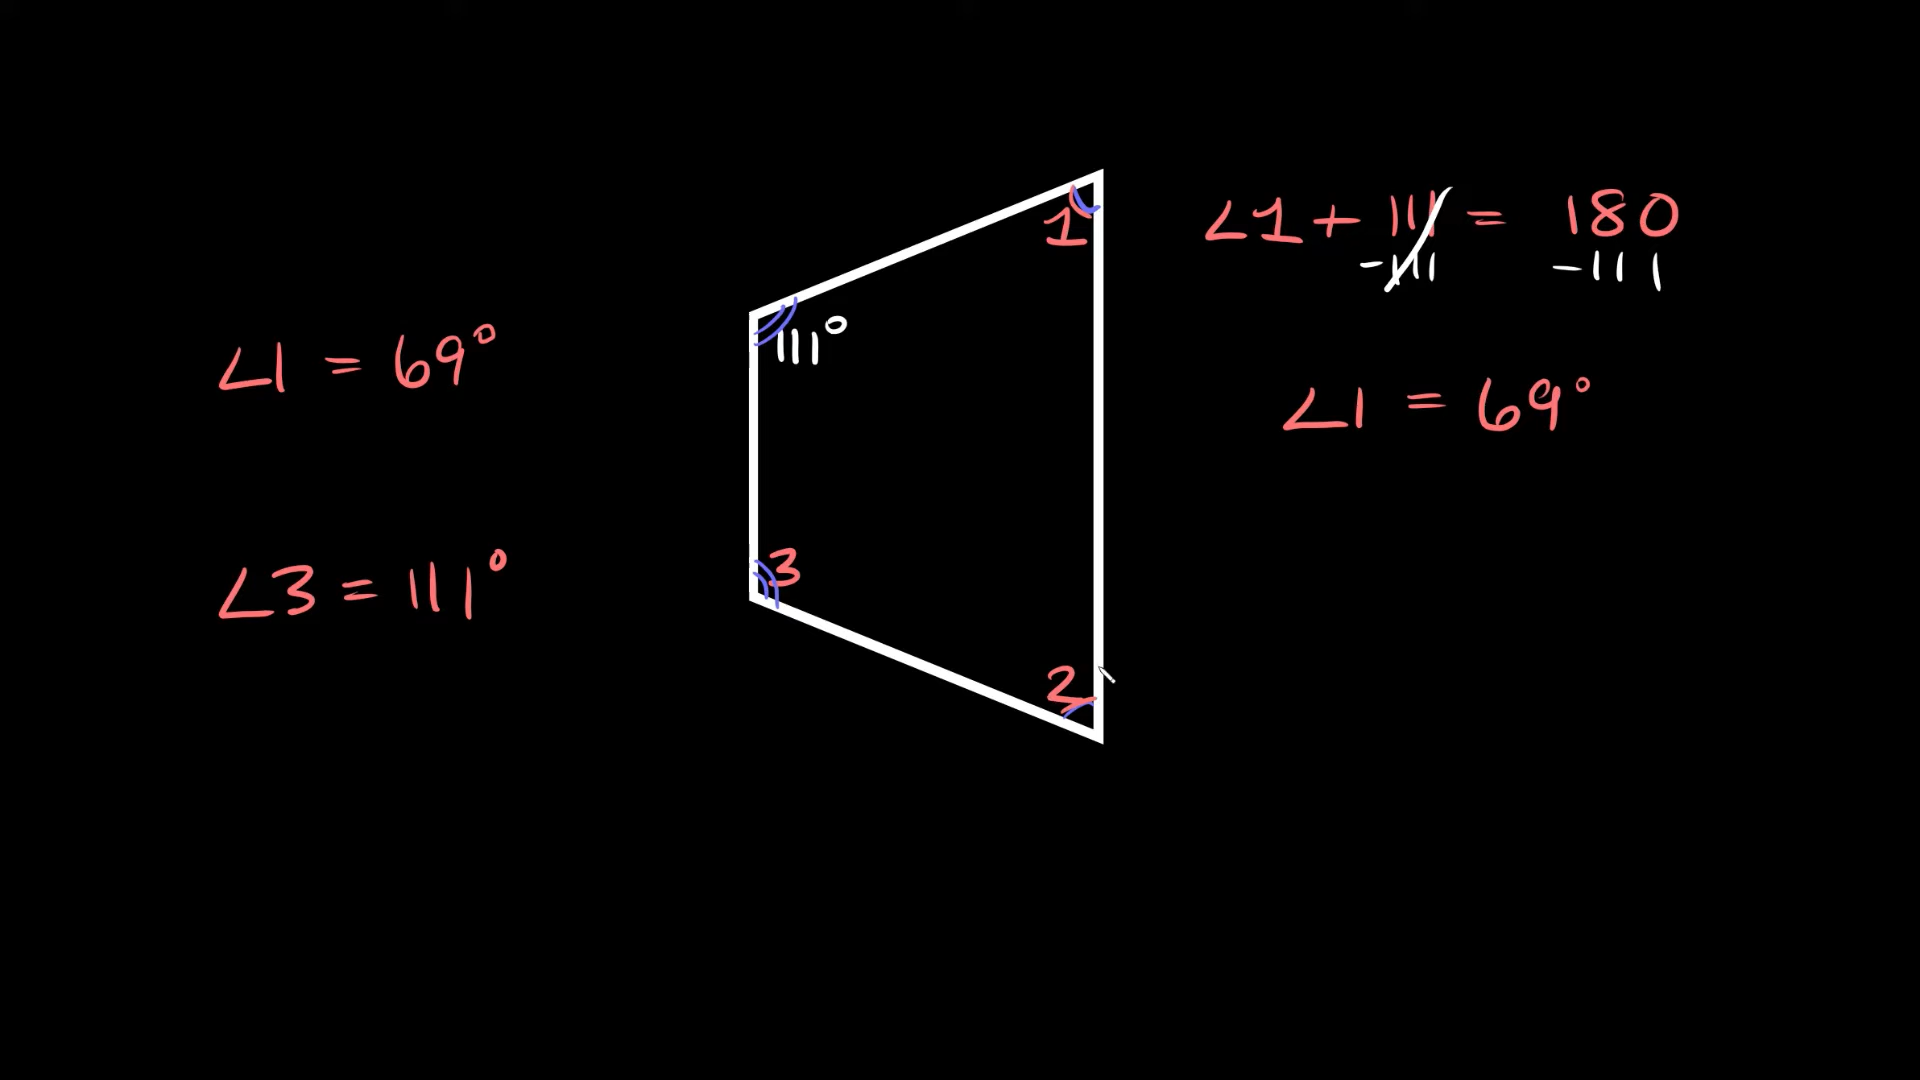 ∠1 = 69°
∠3 = 111°
1
111°
3
2
∠1 + 111 = 180
-111 -111
∠1 = 69°